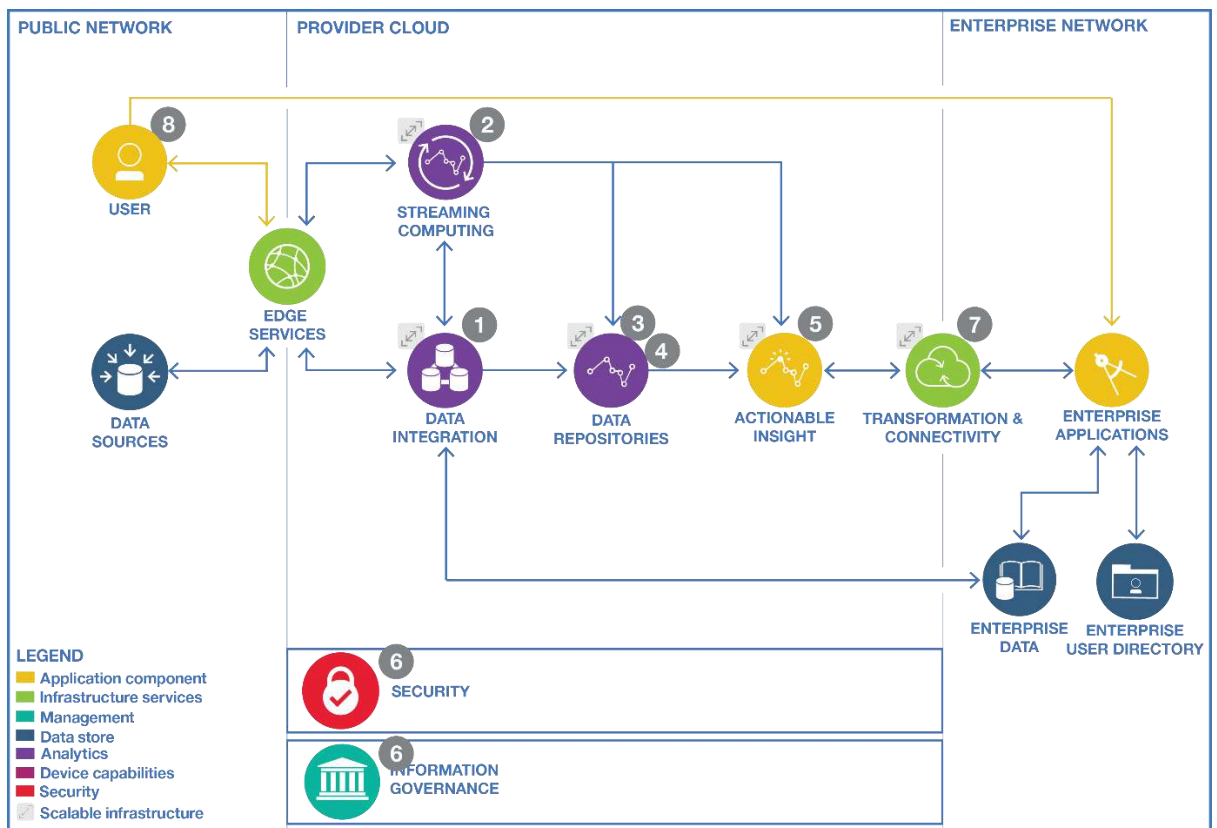 PUBLIC NETWORK
PROVIDER CLOUD
ENTERPRISE NETWORK
8
USER
2
STREAMING
COMPUTING
EDGE
SERVICES
DATA
SOURCES
1
DATA
INTEGRATION
3
4
DATA
REPOSITORIES
5
ACTIONABLE
INSIGHT
7
TRANSFORMATION &
CONNECTIVITY
ENTERPRISE
APPLICATIONS
ENTERPRISE
DATA
ENTERPRISE
USER DIRECTORY
6
SECURITY
6
INFORMATION
GOVERNANCE
LEGEND
Application component
Infrastructure services
Management
Data store
Analytics
Device capabilities
Security
Scalable infrastructure